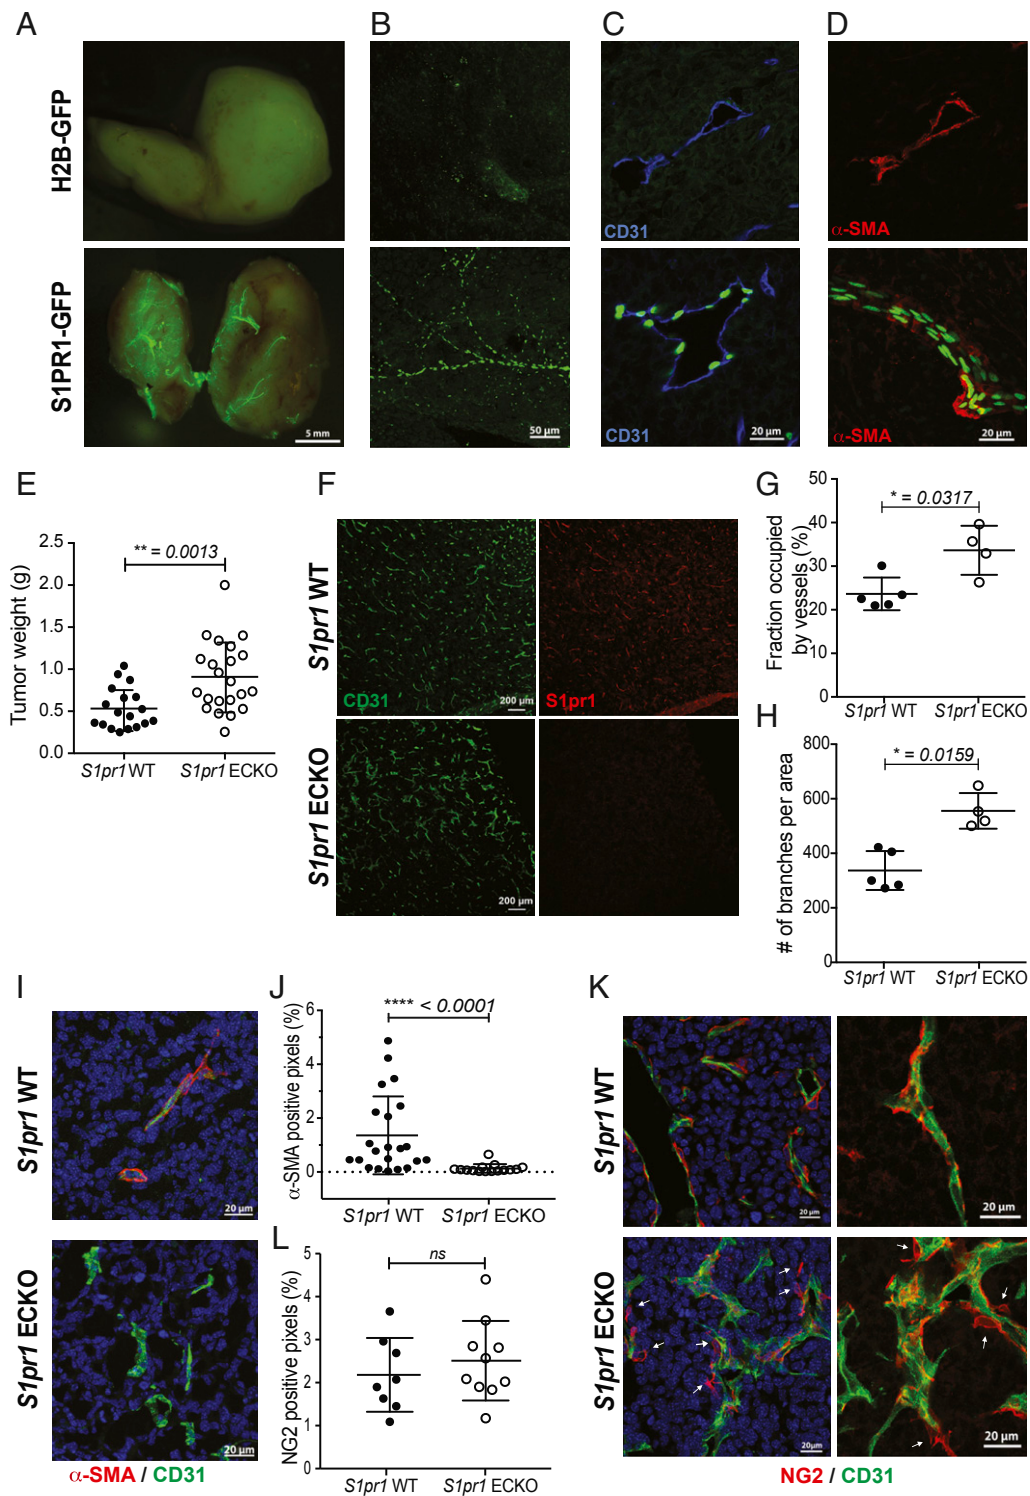 A
B
C
D
H2B-GFP
CD31
α-SMA
S1PR1-GFP
5 mm
50 µm
CD31
20 µm
α-SMA
20 µm
E
Tumor weight (g)
2.5
2.0
1.5
1.0
0.5
0.0
** = 0.0013
S1pr1 WT
S1pr1 ECKO
F
S1pr1 WT
CD31
200 µm
S1pr1
S1pr1 ECKO
200 µm
G
Fraction occupied
by vessels (%)
50
40
30
20
10
0
* = 0.0317
S1pr1 WT
S1pr1 ECKO
H
# of branches per area
800
600
400
200
0
* = 0.0159
S1pr1 WT
S1pr1 ECKO
I
S1pr1 WT
20 µm
S1pr1 ECKO
20 µm
α-SMA / CD31
J
α-SMA positive pixels (%)
6
4
2
0
**** < 0.0001
S1pr1 WT
S1pr1 ECKO
L
NG2 positive pixels (%)
5
4
3
2
1
0
ns
S1pr1 WT
S1pr1 ECKO
K
S1pr1 WT
20 µm
20 µm
S1pr1 ECKO
20 µm
20 µm
NG2 / CD31